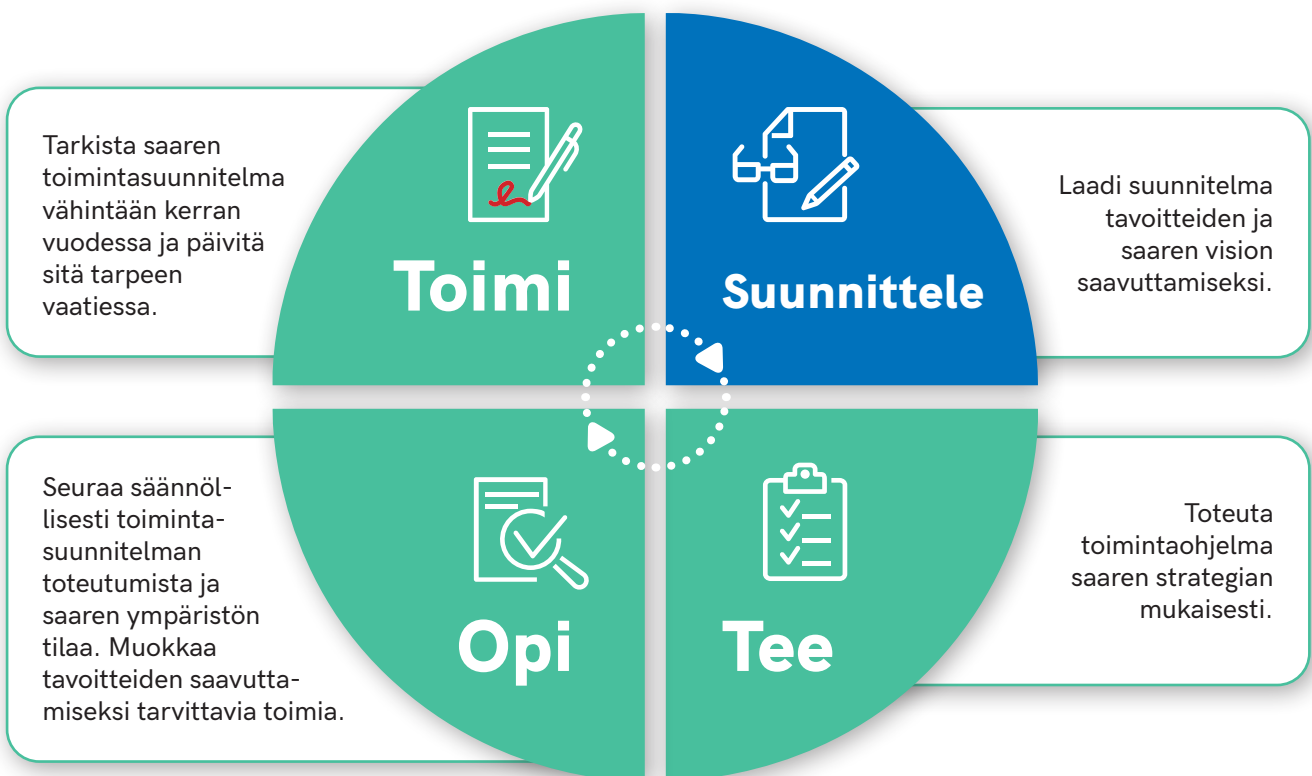 Tarkista saaren
toimintasuunnitelma
vähintään kerran
vuodessa ja päivitä
sitä tarpeen
vaatiessa.
Toimi
Suunnittele
Laadi suunnitelma
tavoitteiden ja
saaren vision
saavuttamiseksi.
Seuraa säännöl-
lisesti toiminta-
suunnitelman
toteutumista ja
saaren ympäristön
tilaa. Muokkaa
tavoitteiden saavutta-
miseksi tarvittavia toimia.
Opi
Tee
Toteuta
toimintaohjelma
saaren strategian
mukaisesti.